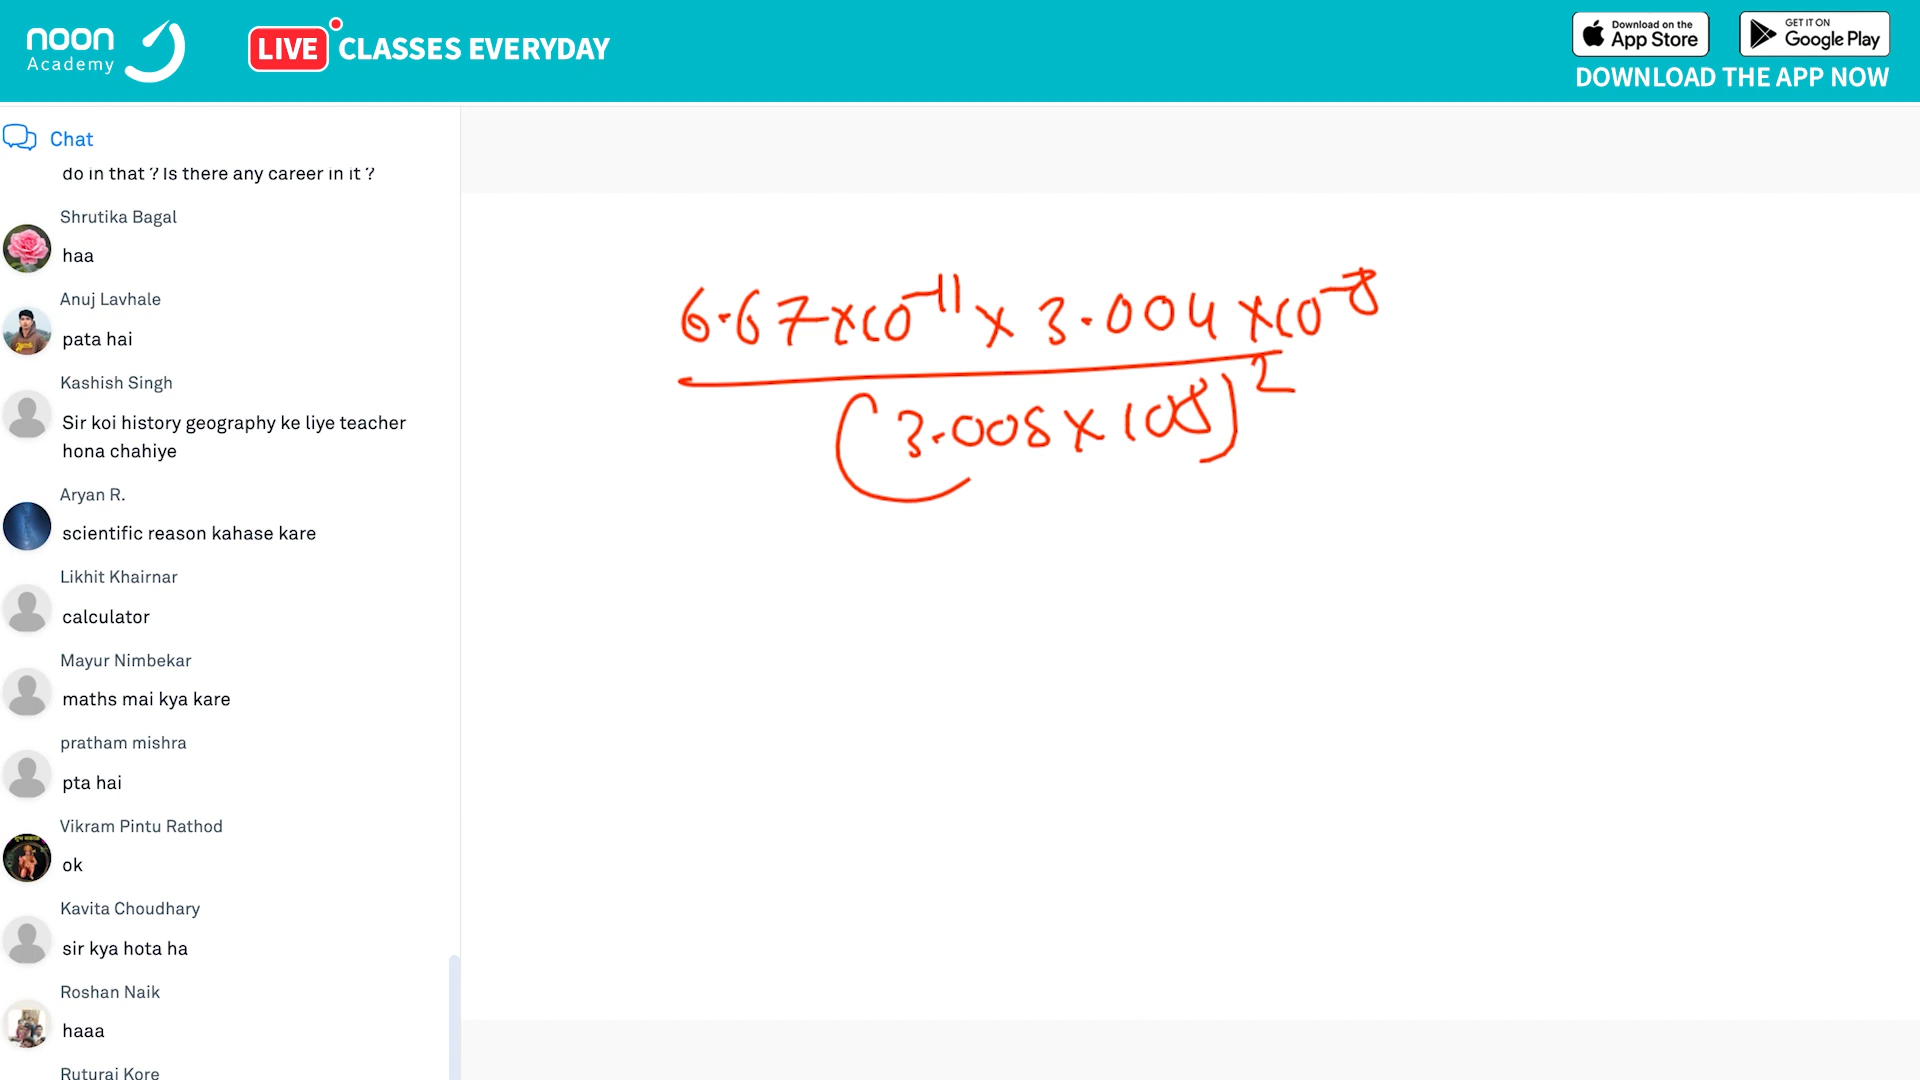 noon
Academy
LIVE CLASSES EVERYDAY
Download on the
App Store
GET IT ON
Google Play
DOWNLOAD THE APP NOW
Chat
do in that ? Is there any career in it ?
Shrutika Bagal
haa
Anuj Lavhale
pata hai
Kashish Singh
Sir koi history geography ke liye teacher
hona chahiye
Aryan R.
scientific reason kahase kare
Likhit Khairnar
calculator
Mayur Nimbekar
maths mai kya kare
pratham mishra
pta hai
Vikram Pintu Rathod
ok
Kavita Choudhary
sir kya hota ha
Roshan Naik
haaa
Ruturaj Kore
6.67×10⁻¹¹ × 3.004 ×10⁻⁸
(3.008 × 10⁸)²